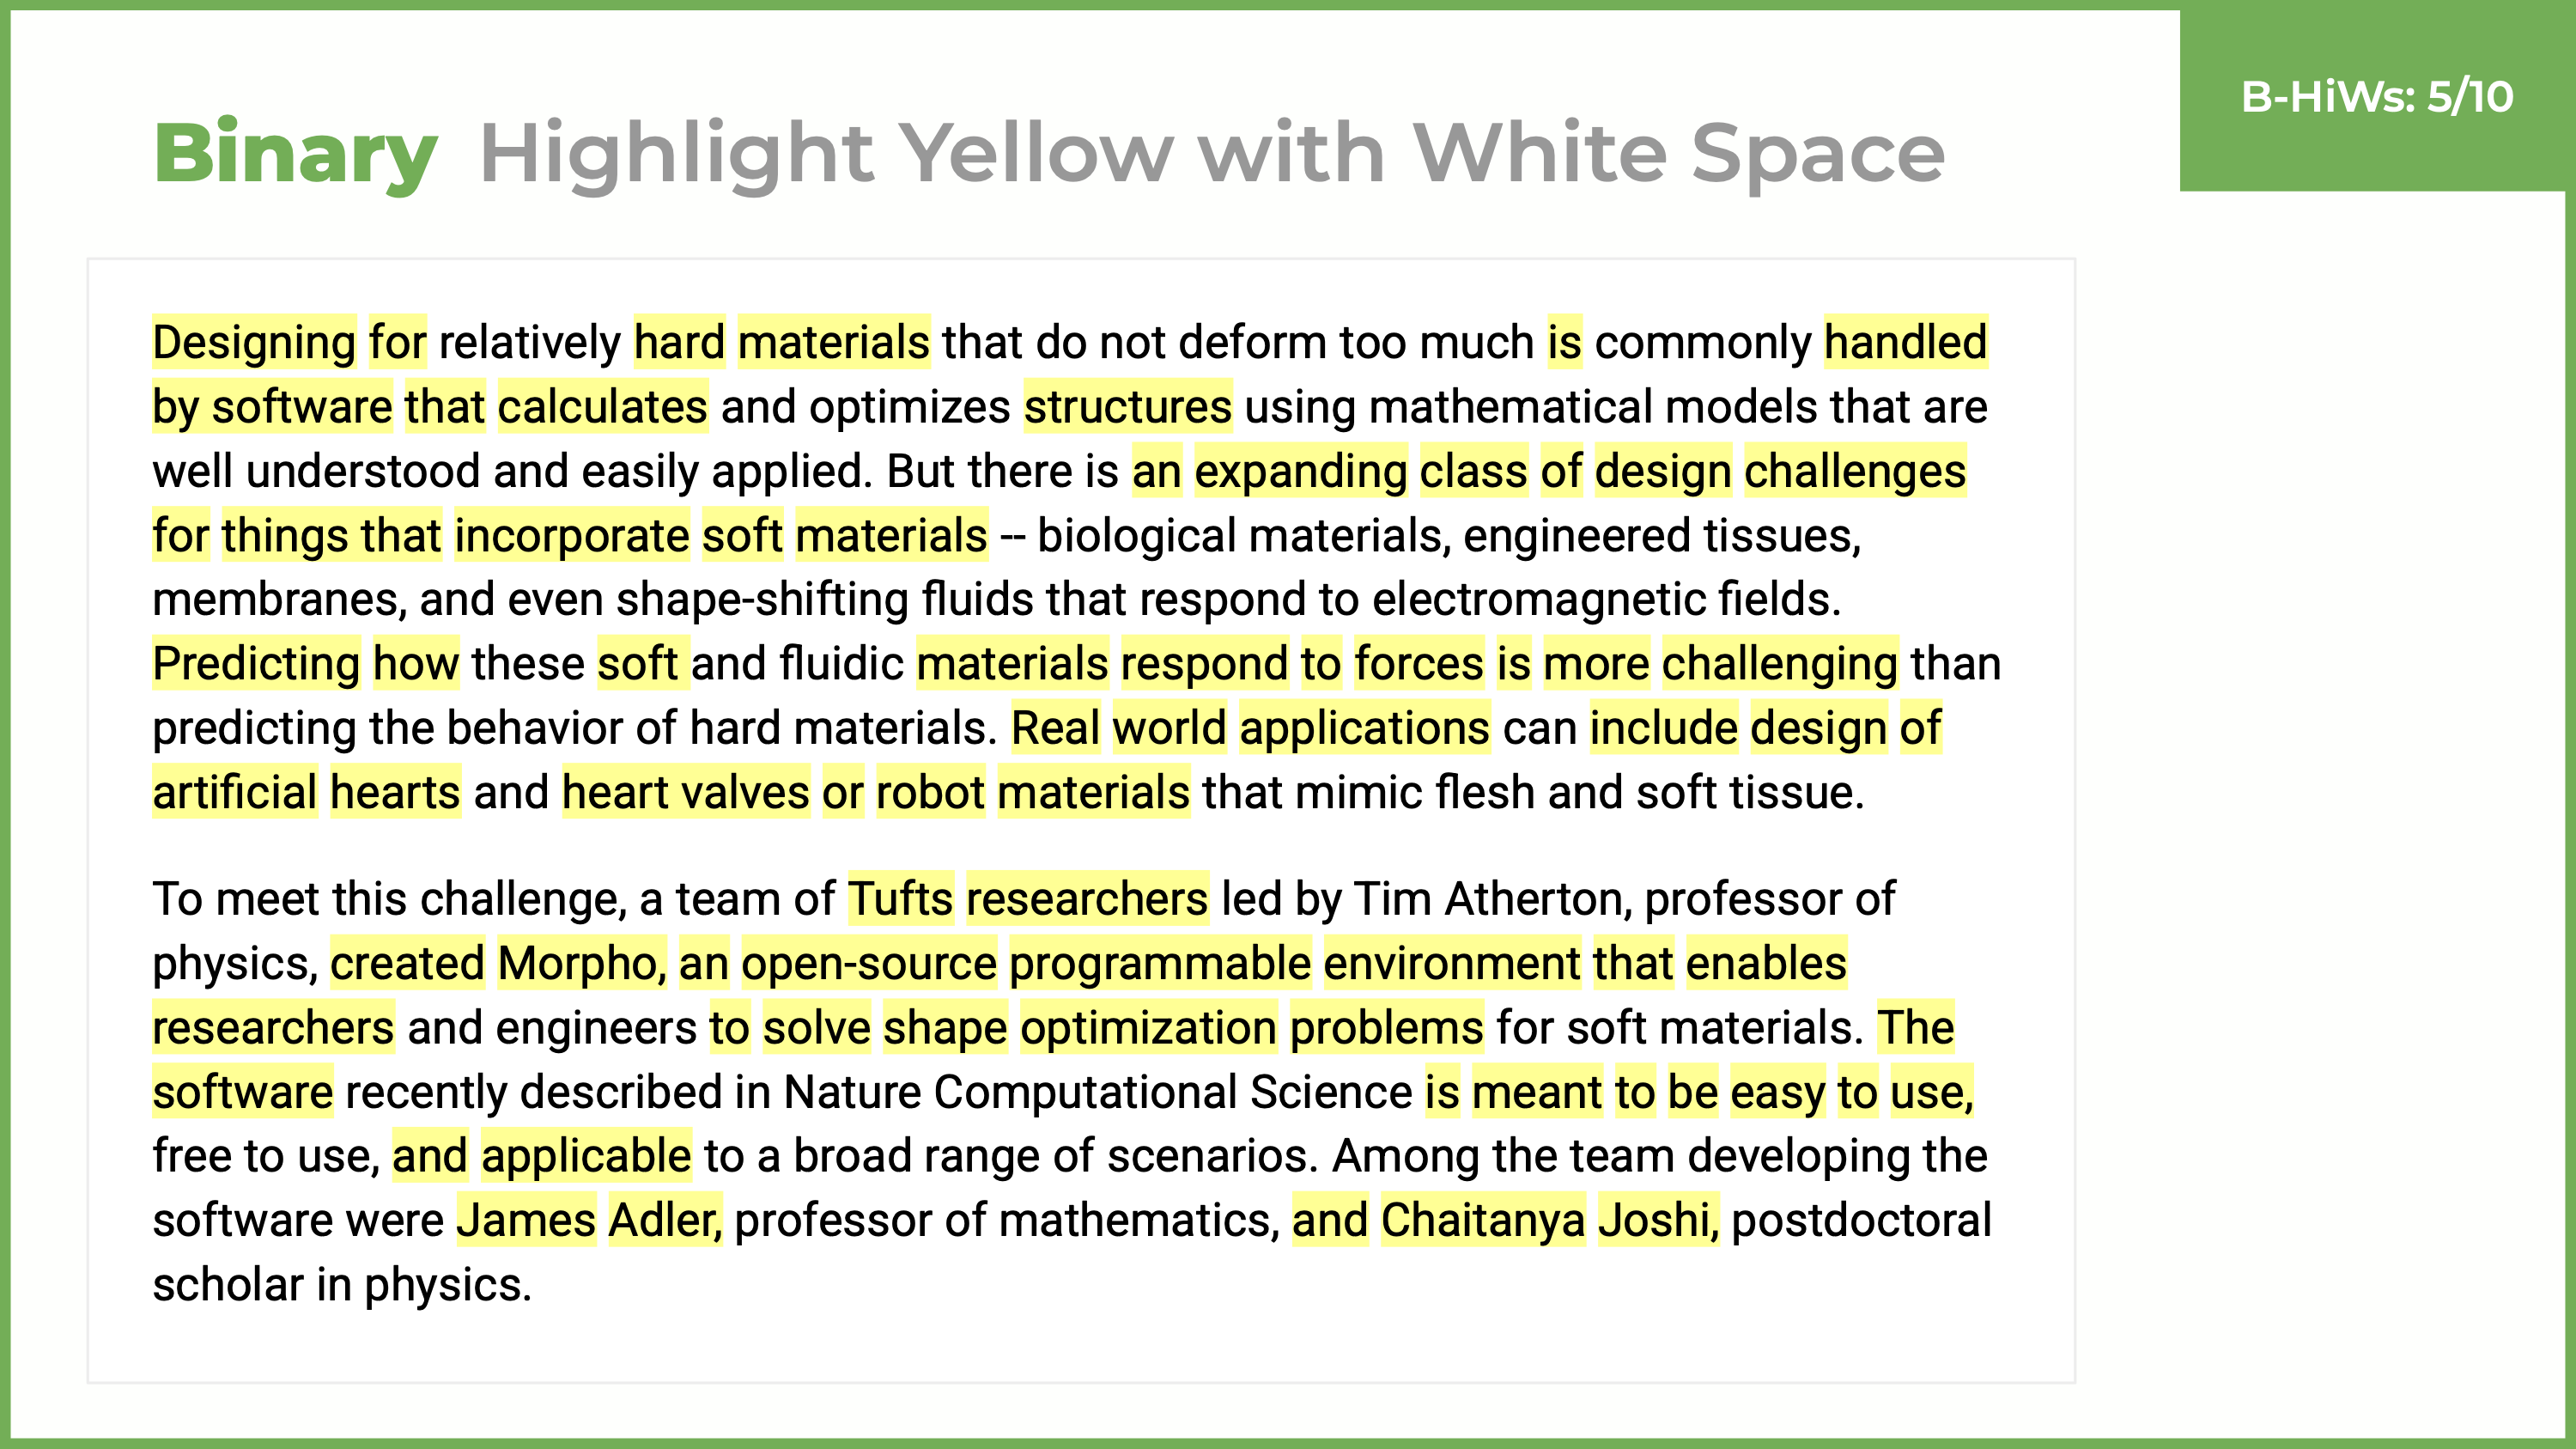 B-HiWs: 5/10
Binary Highlight Yellow with White Space
Designing for relatively hard materials that do not deform too much is commonly handled
by software that calculates and optimizes structures using mathematical models that are
well understood and easily applied. But there is an expanding class of design challenges
for things that incorporate soft materials -- biological materials, engineered tissues,
membranes, and even shape-shifting fluids that respond to electromagnetic fields.
Predicting how these soft and fluidic materials respond to forces is more challenging than
predicting the behavior of hard materials. Real world applications can include design of
artificial hearts and heart valves or robot materials that mimic flesh and soft tissue.
To meet this challenge, a team of Tufts researchers led by Tim Atherton, professor of
physics, created Morpho, an open-source programmable environment that enables
researchers and engineers to solve shape optimization problems for soft materials. The
software recently described in Nature Computational Science is meant to be easy to use,
free to use, and applicable to a broad range of scenarios. Among the team developing the
software were James Adler, professor of mathematics, and Chaitanya Joshi, postdoctoral
scholar in physics.